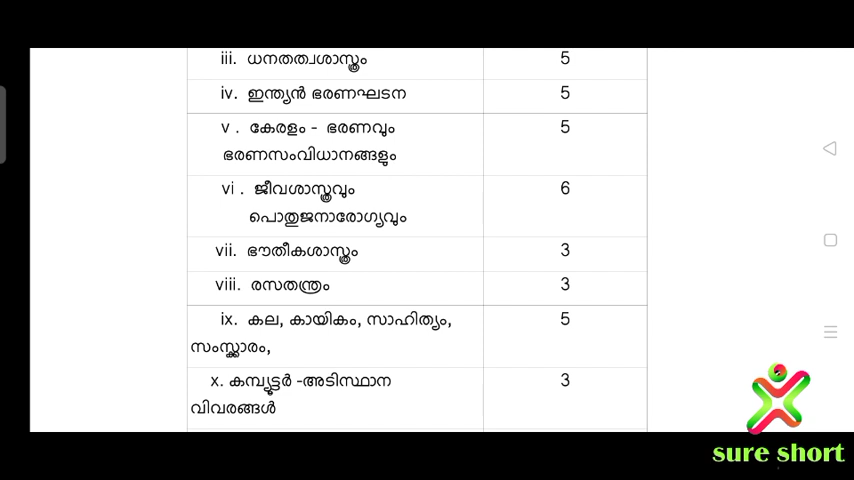 iii. ധനതത്വശാസ്ത്രം 5
iv. ഇന്ത്യൻ ഭരണഘടന 5
v . കേരളം - ഭരണവും 5
ഭരണസംവിധാനങ്ങളും
vi . ജീവശാസ്ത്രവും 6
പൊതുജനാരോഗ്യവും
vii. ഭൗതീകശാസ്ത്രം 3
viii. രസതന്ത്രം 3
ix. കല, കായികം, സാഹിത്യം, 5
സംസ്ക്കാരം,
x. കമ്പ്യൂട്ടർ -അടിസ്ഥാന 3
വിവരങ്ങൾ
sure short